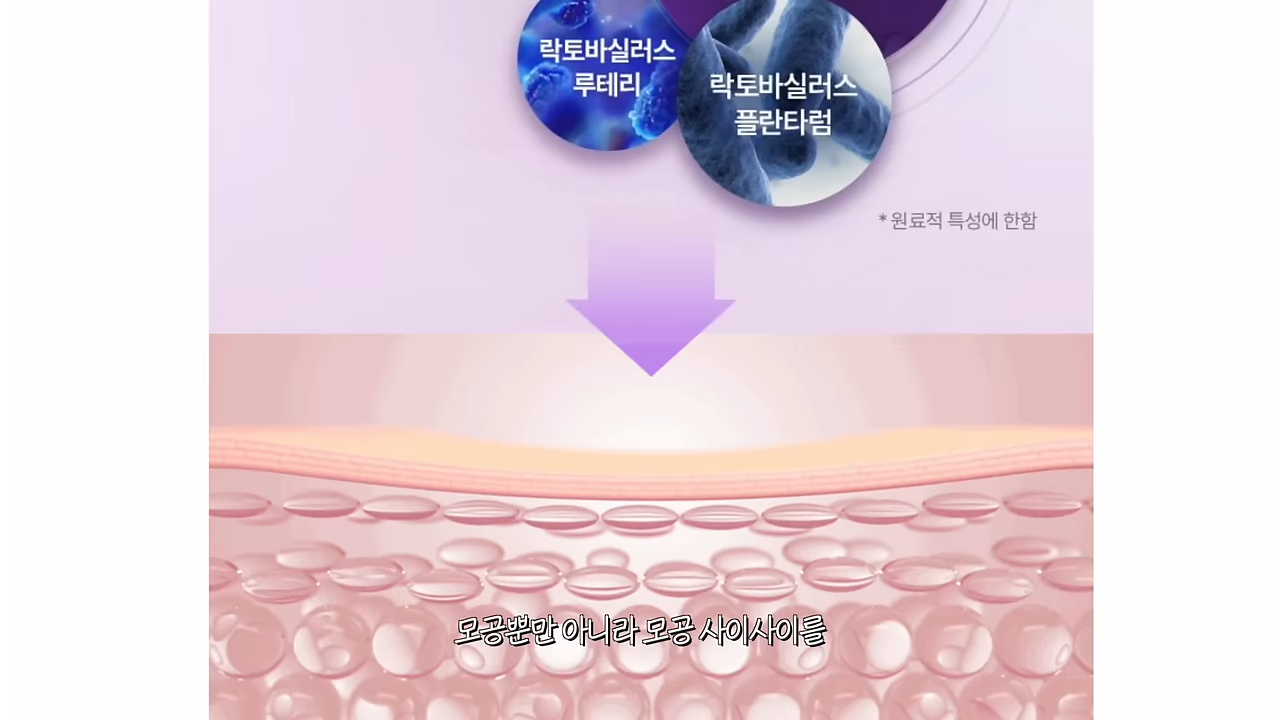 락토바실러스
루테리
락토바실러스
플란타럼
* 원료적 특성에 한함
모공뿐만 아니라 모공 사이사이를